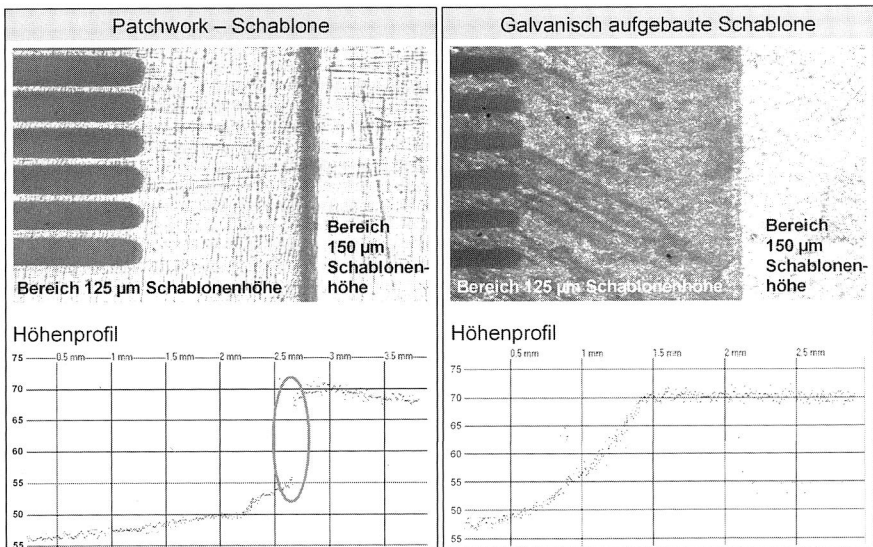 Patchwork – Schablone
Bereich
150 µm
Schablonen-
höhe
Bereich 125 µm Schablonenhöhe
Höhenprofil
0.5 mm 1 mm 1.5 mm 2 mm 2.5 mm 3 mm 3.5 mm
75
70
65
60
55
50
55
Galvanisch aufgebaute Schablone
Bereich
150 µm
Schablonen-
höhe
Bereich 125 µm Schablonenhöhe
Höhenprofil
0.5 mm 1 mm 1.5 mm 2 mm 2.5 mm
75
70
65
60
55
50
55